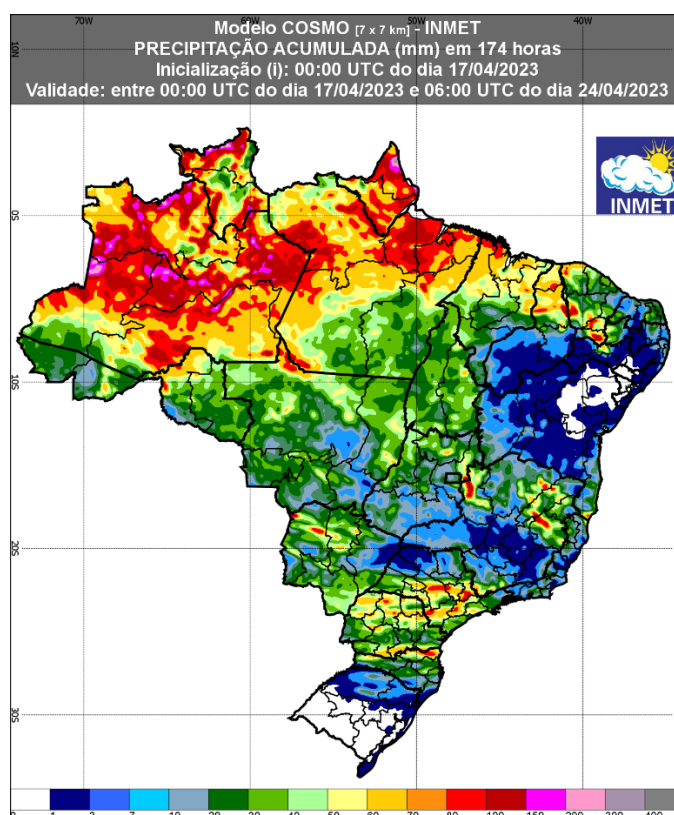 Modelo COSMO [7 x 7 km] - INMET
PRECIPITAÇÃO ACUMULADA (mm) em 174 horas
Inicialização (i): 00:00 UTC do dia 17/04/2023
Validade: entre 00:00 UTC do dia 17/04/2023 e 06:00 UTC do dia 24/04/2023
70W 60W 50W 40W
10N
INMET
5S
10S
20S
30S
0 1 3 7 10 20 30 40 50 60 70 80 100 150 200 300 400